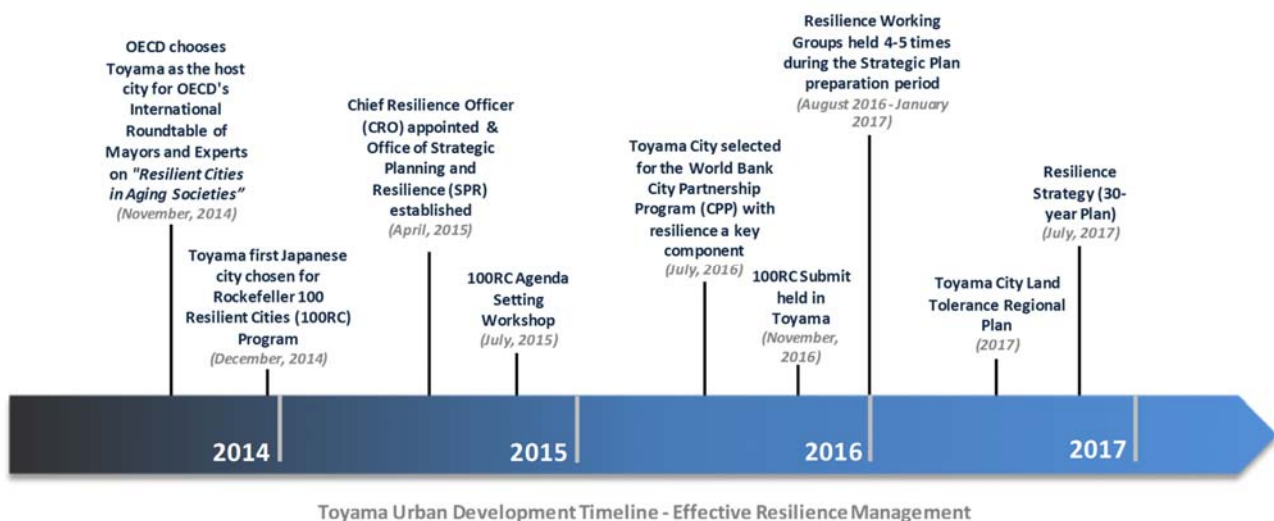 OECD chooses
Toyama as the host
city for OECD's
International
Roundtable of
Mayors and Experts
on "Resilient Cities
in Aging Societies”
(November, 2014)
Toyama first Japanese
city chosen for
Rockefeller 100
Resilient Cities (100RC)
Program
(December, 2014)
Chief Resilience Officer
(CRO) appointed &
Office of Strategic
Planning and
Resilience (SPR)
established
(April, 2015)
100RC Agenda
Setting
Workshop
(July, 2015)
Toyama City selected
for the World Bank
City Partnership
Program (CPP) with
resilience a key
component
(July, 2016)
100RC Submit
held in
Toyama
(November,
2016)
Resilience Working
Groups held 4-5 times
during the Strategic Plan
preparation period
(August 2016 - January
2017)
Toyama City Land
Tolerance Regional
Plan
(2017)
Resilience
Strategy (30-
year Plan)
(July, 2017)
2014
2015
2016
2017
Toyama Urban Development Timeline - Effective Resilience Management